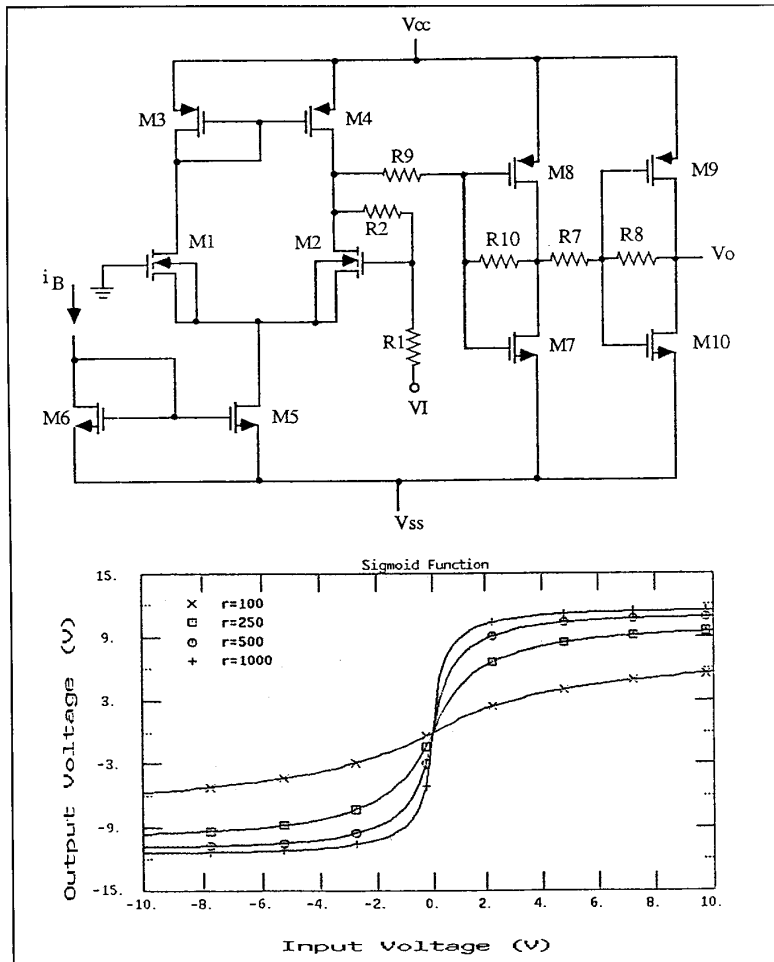 Vcc
M3
M4
R9
M8
M9
R2
M1
M2
R10
R7
R8
Vo
i B
R1
M7
M10
VI
M6
M5
Vss
Sigmoid Function
15.
9.
3.
-3.
-9.
-15.
r=100
r=250
r=500
r=1000
-10.
-8.
-6.
-4.
-2.
0.
2.
4.
6.
8.
10.
Output Voltage (V)
Input Voltage (V)